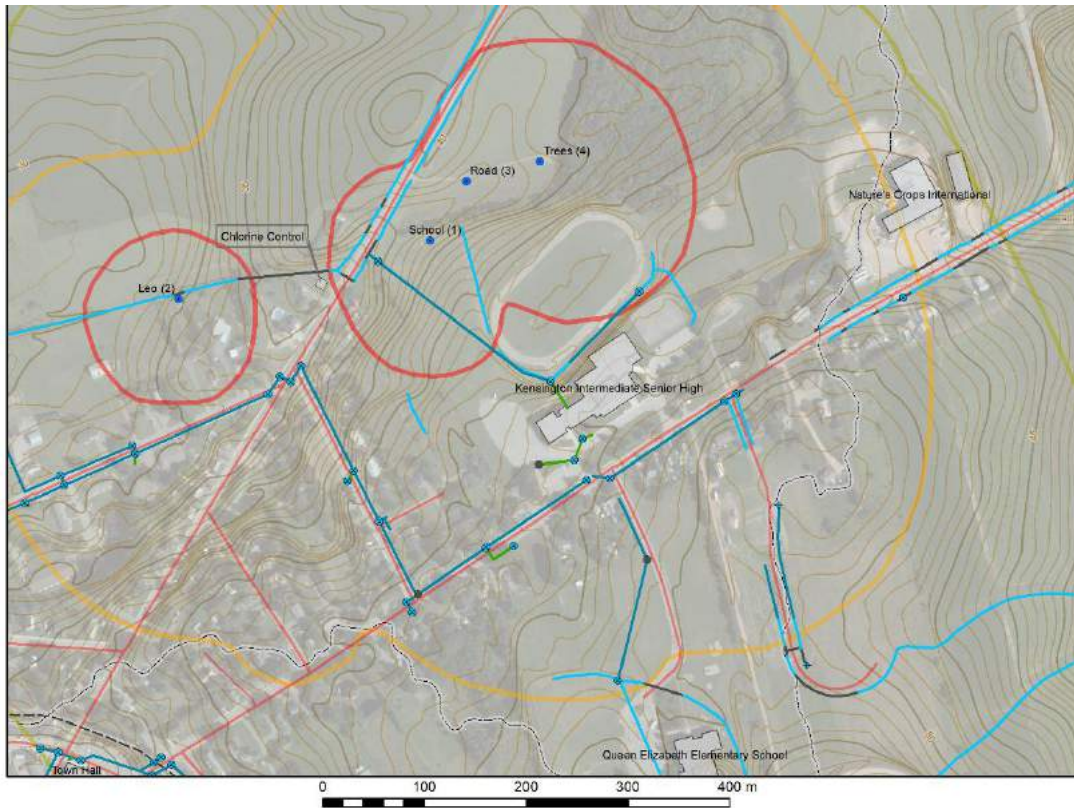 Trees (4)
Road (3)
Nature's Crops International
School (1)
Chlorine Control
Leo (2)
Kensington Intermediate Senior High
Queen Elizabeth Elementary School
Town Hall
0 100 200 300 400 m